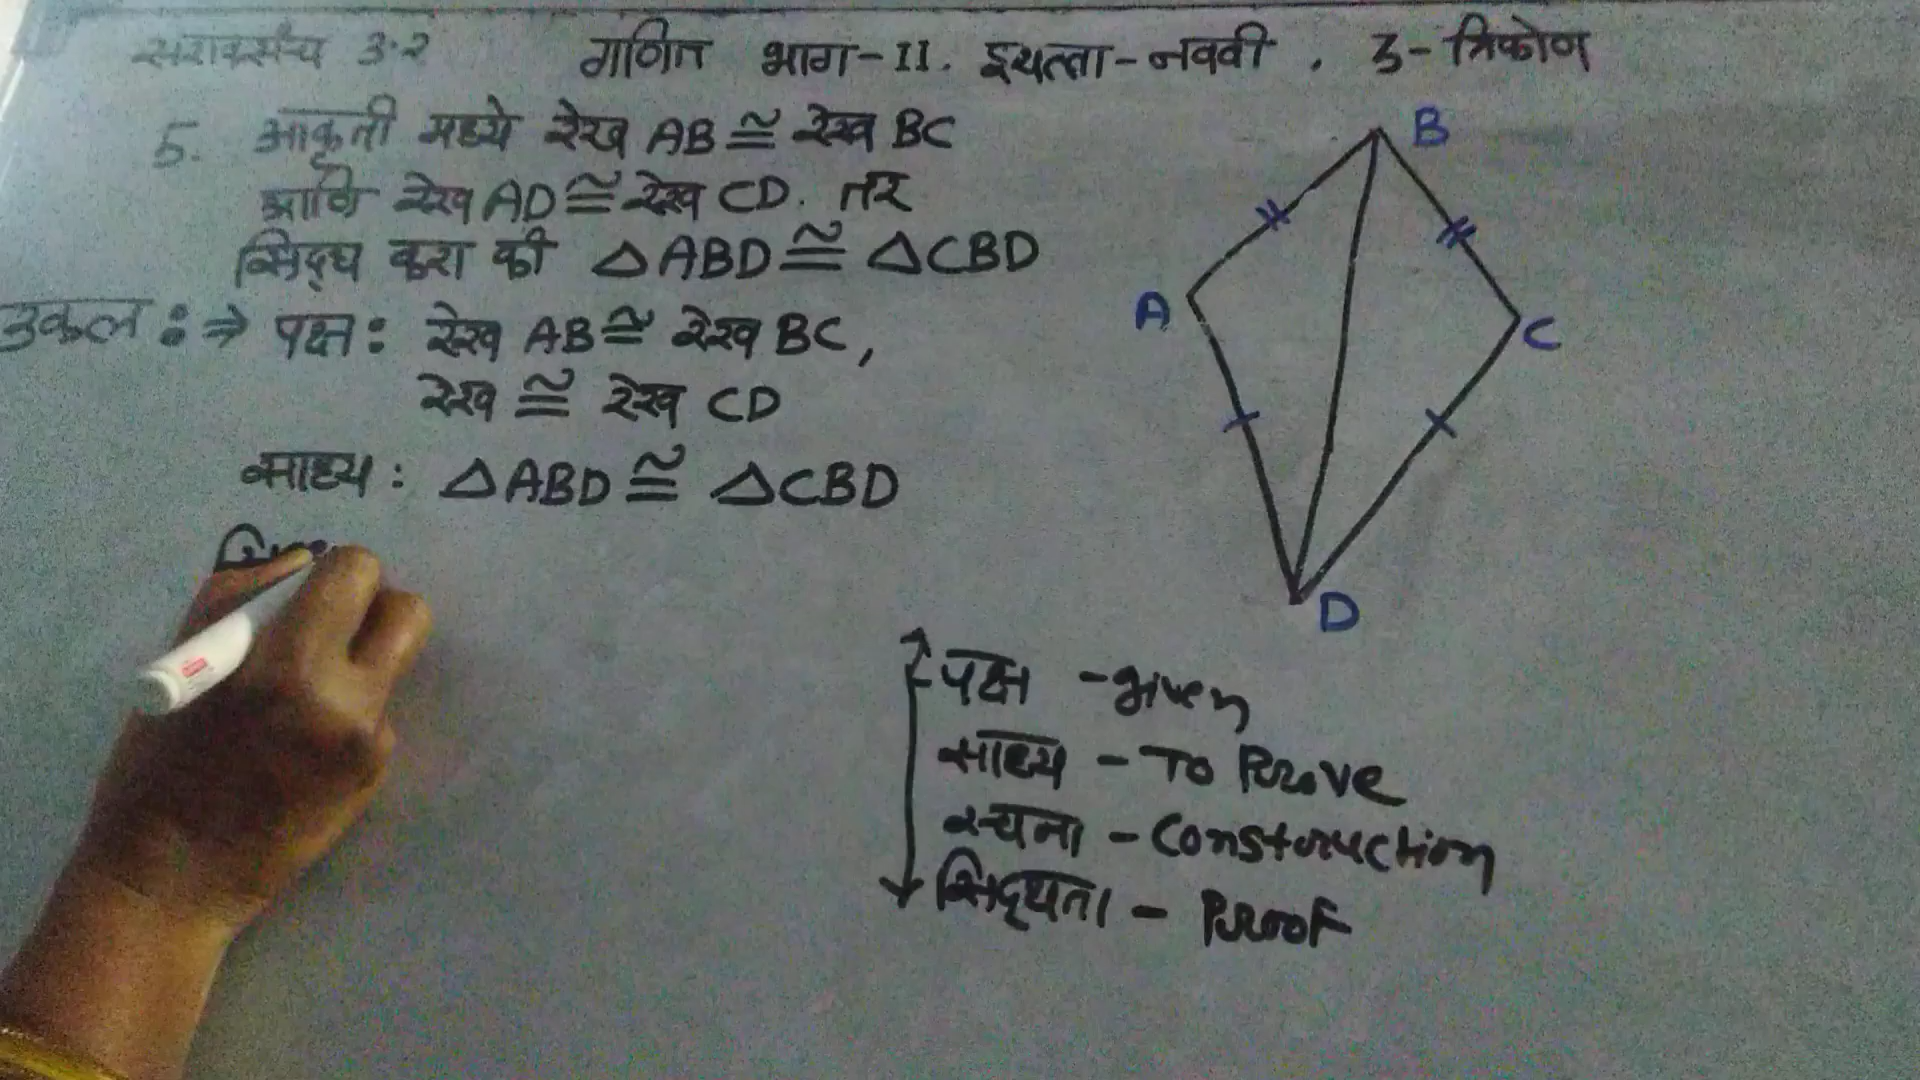 सरावसंच 3.२ गणित भाग-II. इयत्ता-नववी . 3-त्रिकोण
5. आकृती मध्ये रेख AB ≅ रेख BC
आणि रेख AD ≅ रेख CD. तर
सिद्ध करा की △ABD ≅ △CBD
उकल :⇒ पक्ष : रेख AB ≅ रेख BC,
रेख ≅ रेख CD
साध्य : △ABD ≅ △CBD
B
A
C
D
पक्ष - given
साध्य - To Prove
रचना - Construction
सिद्धता - Proof